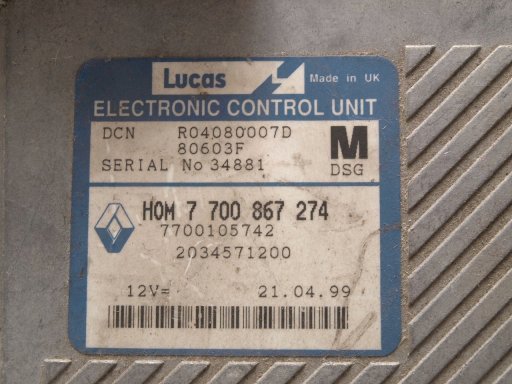 Lucas Made in UK
ELECTRONIC CONTROL UNIT
DCN R04080007D
80603F
SERIAL No 34881
M
DSG
HOM 7 700 867 274
7700105742
2034571200
12V= 21.04.99